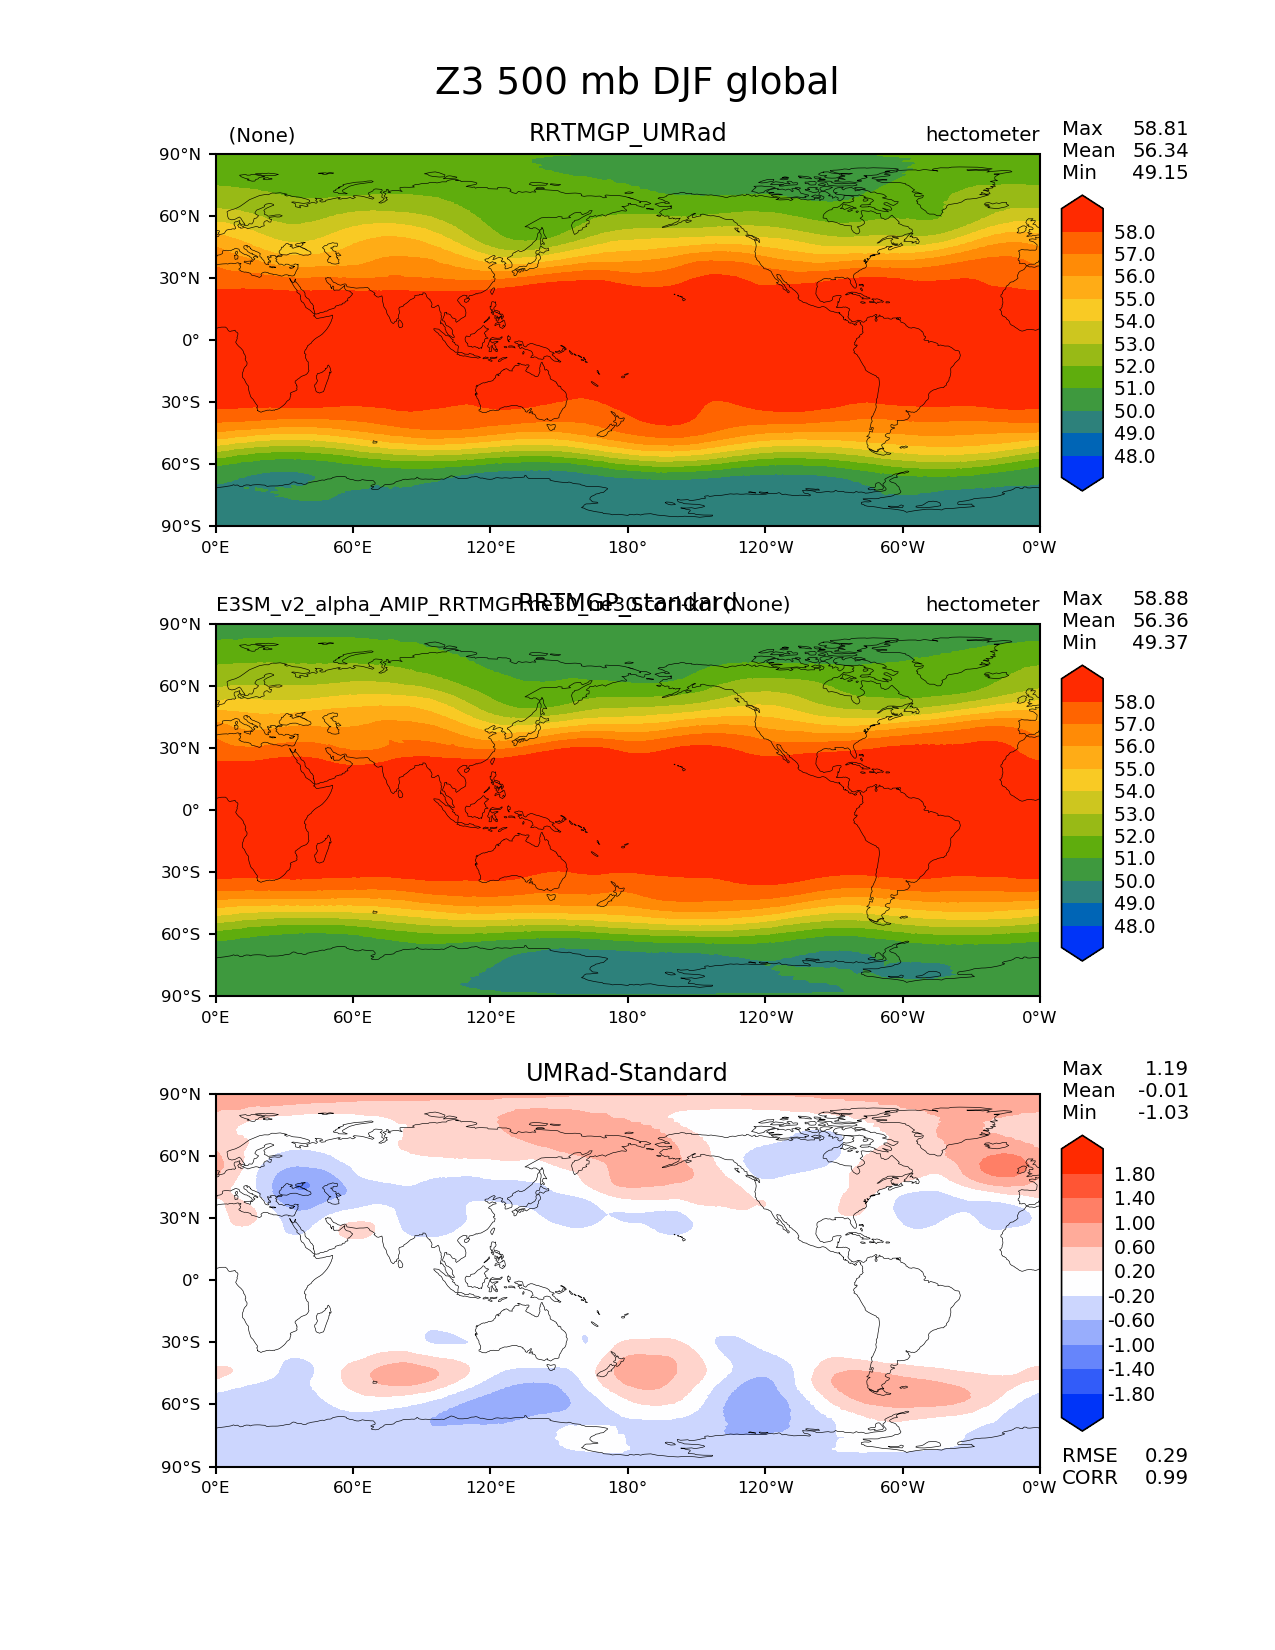 Z3 500 mb DJF global
(None)
RRTMGP_UMRad
hectometer
Max 58.81
Mean 56.34
Min 49.15
90°N
60°N
30°N
0°
30°S
60°S
90°S
0°E 60°E 120°E 180° 120°W 60°W 0°W
58.0
57.0
56.0
55.0
54.0
53.0
52.0
51.0
50.0
49.0
48.0
E3SM_v2_alpha_AMIP_RRTMGP.ne30_ne30.cori-knl (None)
RRTMGP_standard
hectometer
Max 58.88
Mean 56.36
Min 49.37
90°N
60°N
30°N
0°
30°S
60°S
90°S
0°E 60°E 120°E 180° 120°W 60°W 0°W
58.0
57.0
56.0
55.0
54.0
53.0
52.0
51.0
50.0
49.0
48.0
UMRad-Standard
Max 1.19
Mean -0.01
Min -1.03
90°N
60°N
30°N
0°
30°S
60°S
90°S
0°E 60°E 120°E 180° 120°W 60°W 0°W
1.80
1.40
1.00
0.60
0.20
-0.20
-0.60
-1.00
-1.40
-1.80
RMSE 0.29
CORR 0.99